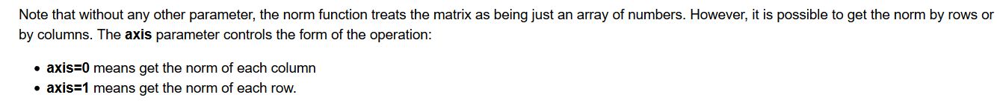 Note that without any other parameter, the norm function treats the matrix as being just an array of numbers. However, it is possible to get the norm by rows or
by columns. The axis parameter controls the form of the operation:
• axis=0 means get the norm of each column
• axis=1 means get the norm of each row.